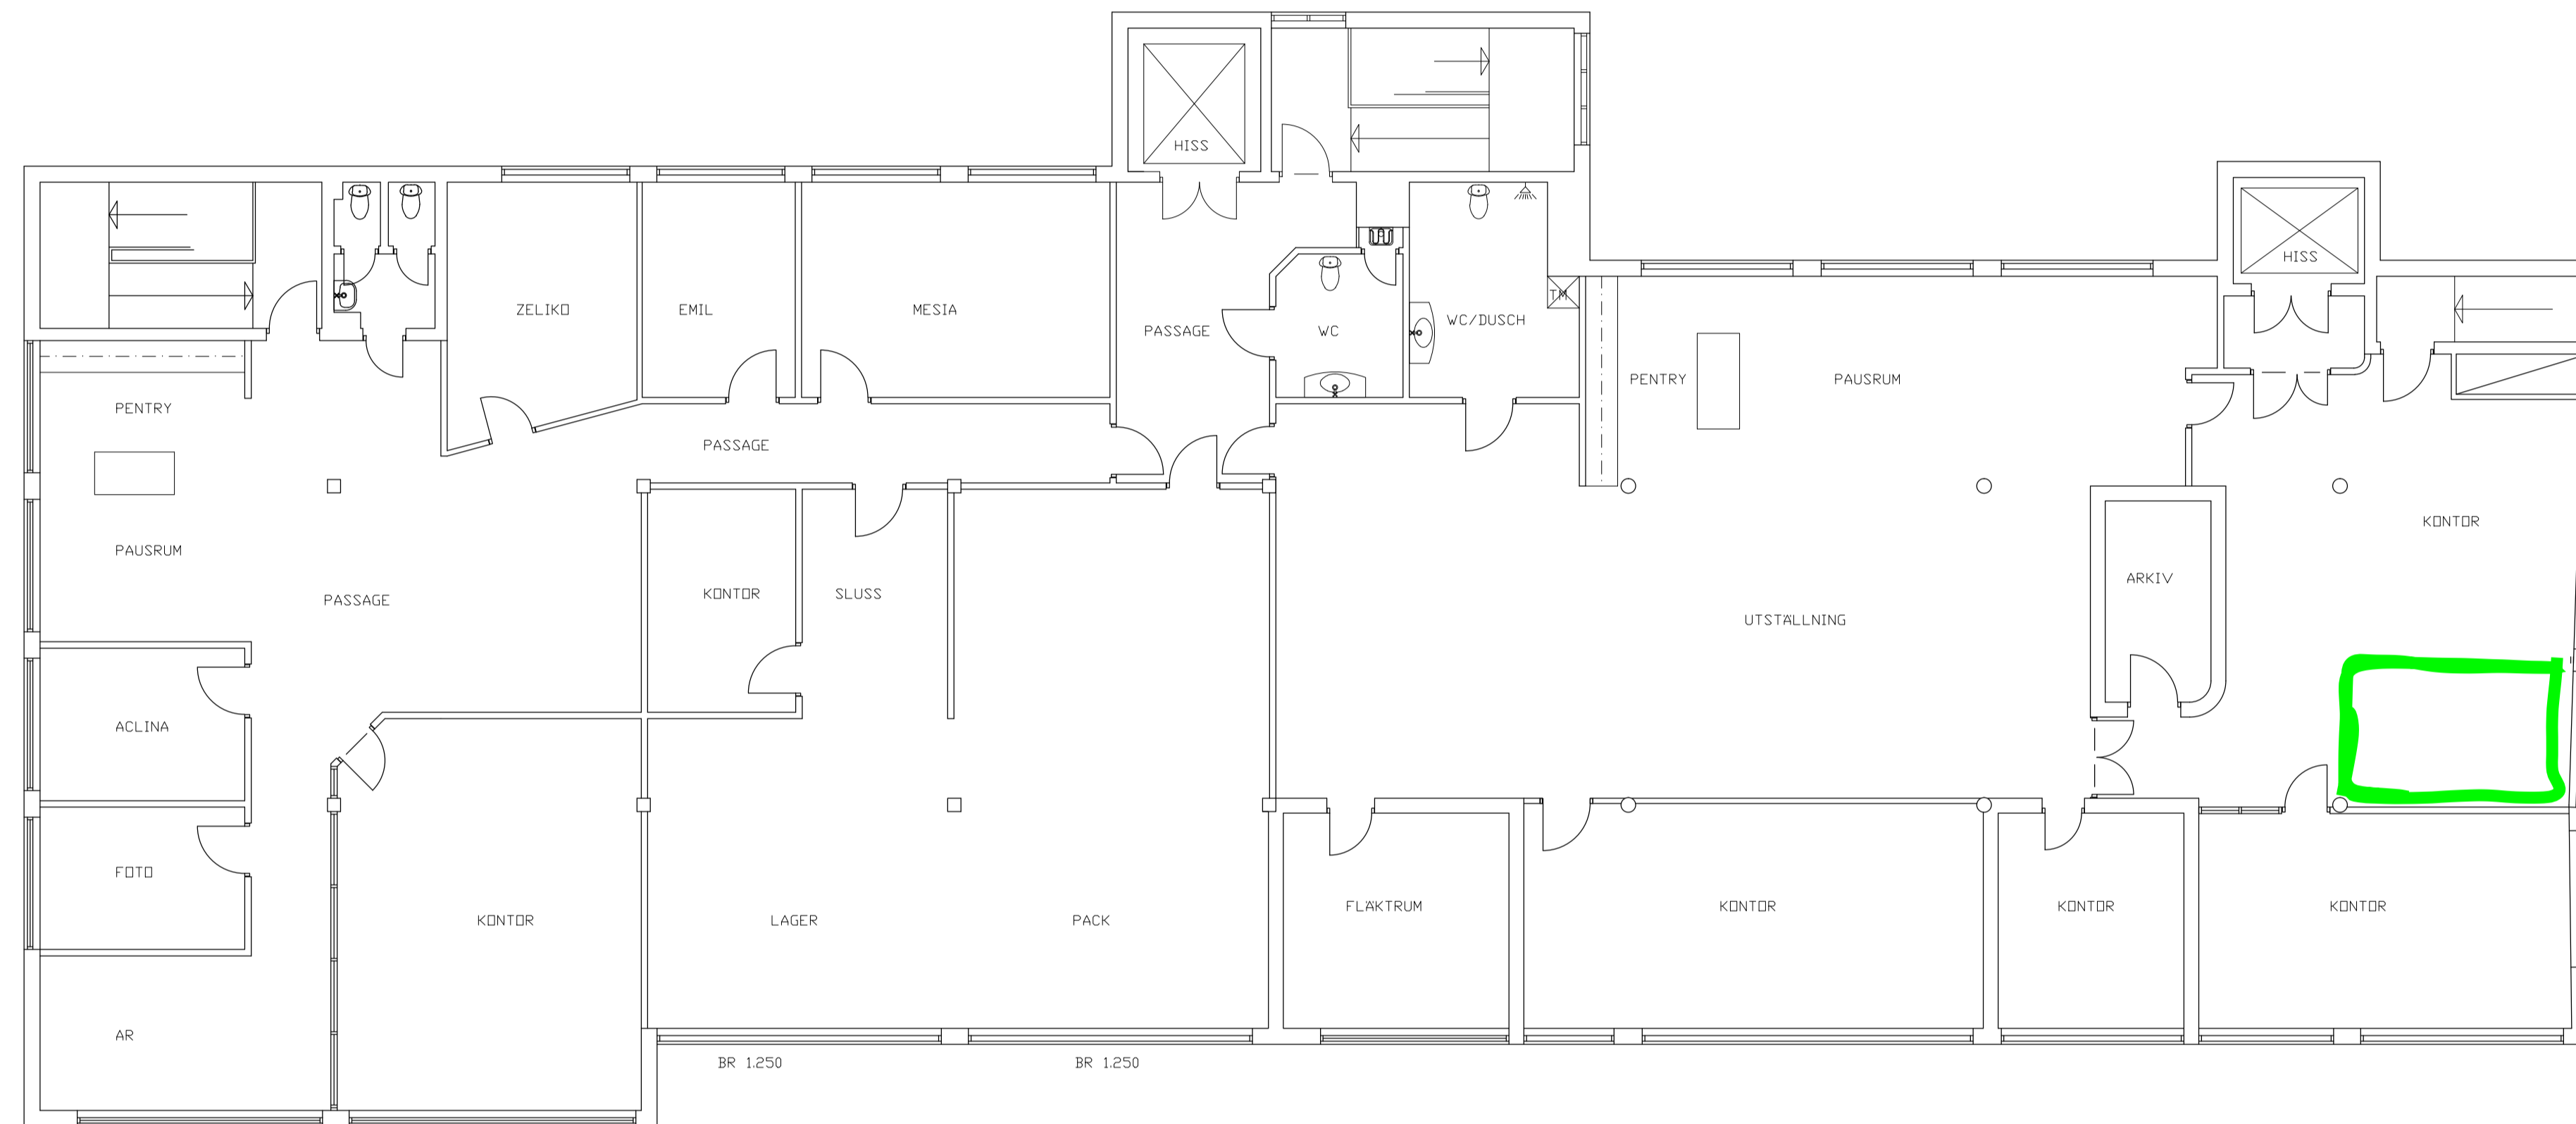 HISS
HISS
ZELIKO
EMIL
MESIA
PASSAGE
WC
WC/DUSCH
TM
PENTRY
PAUSRUM
PENTRY
PASSAGE
KONTOR
PAUSRUM
PASSAGE
KONTOR
SLUSS
ARKIV
UTSTÄLLNING
ACLINA
FOTO
KONTOR
LAGER
PACK
FLÄKTRUM
KONTOR
KONTOR
KONTOR
AR
BR 1.250
BR 1.250